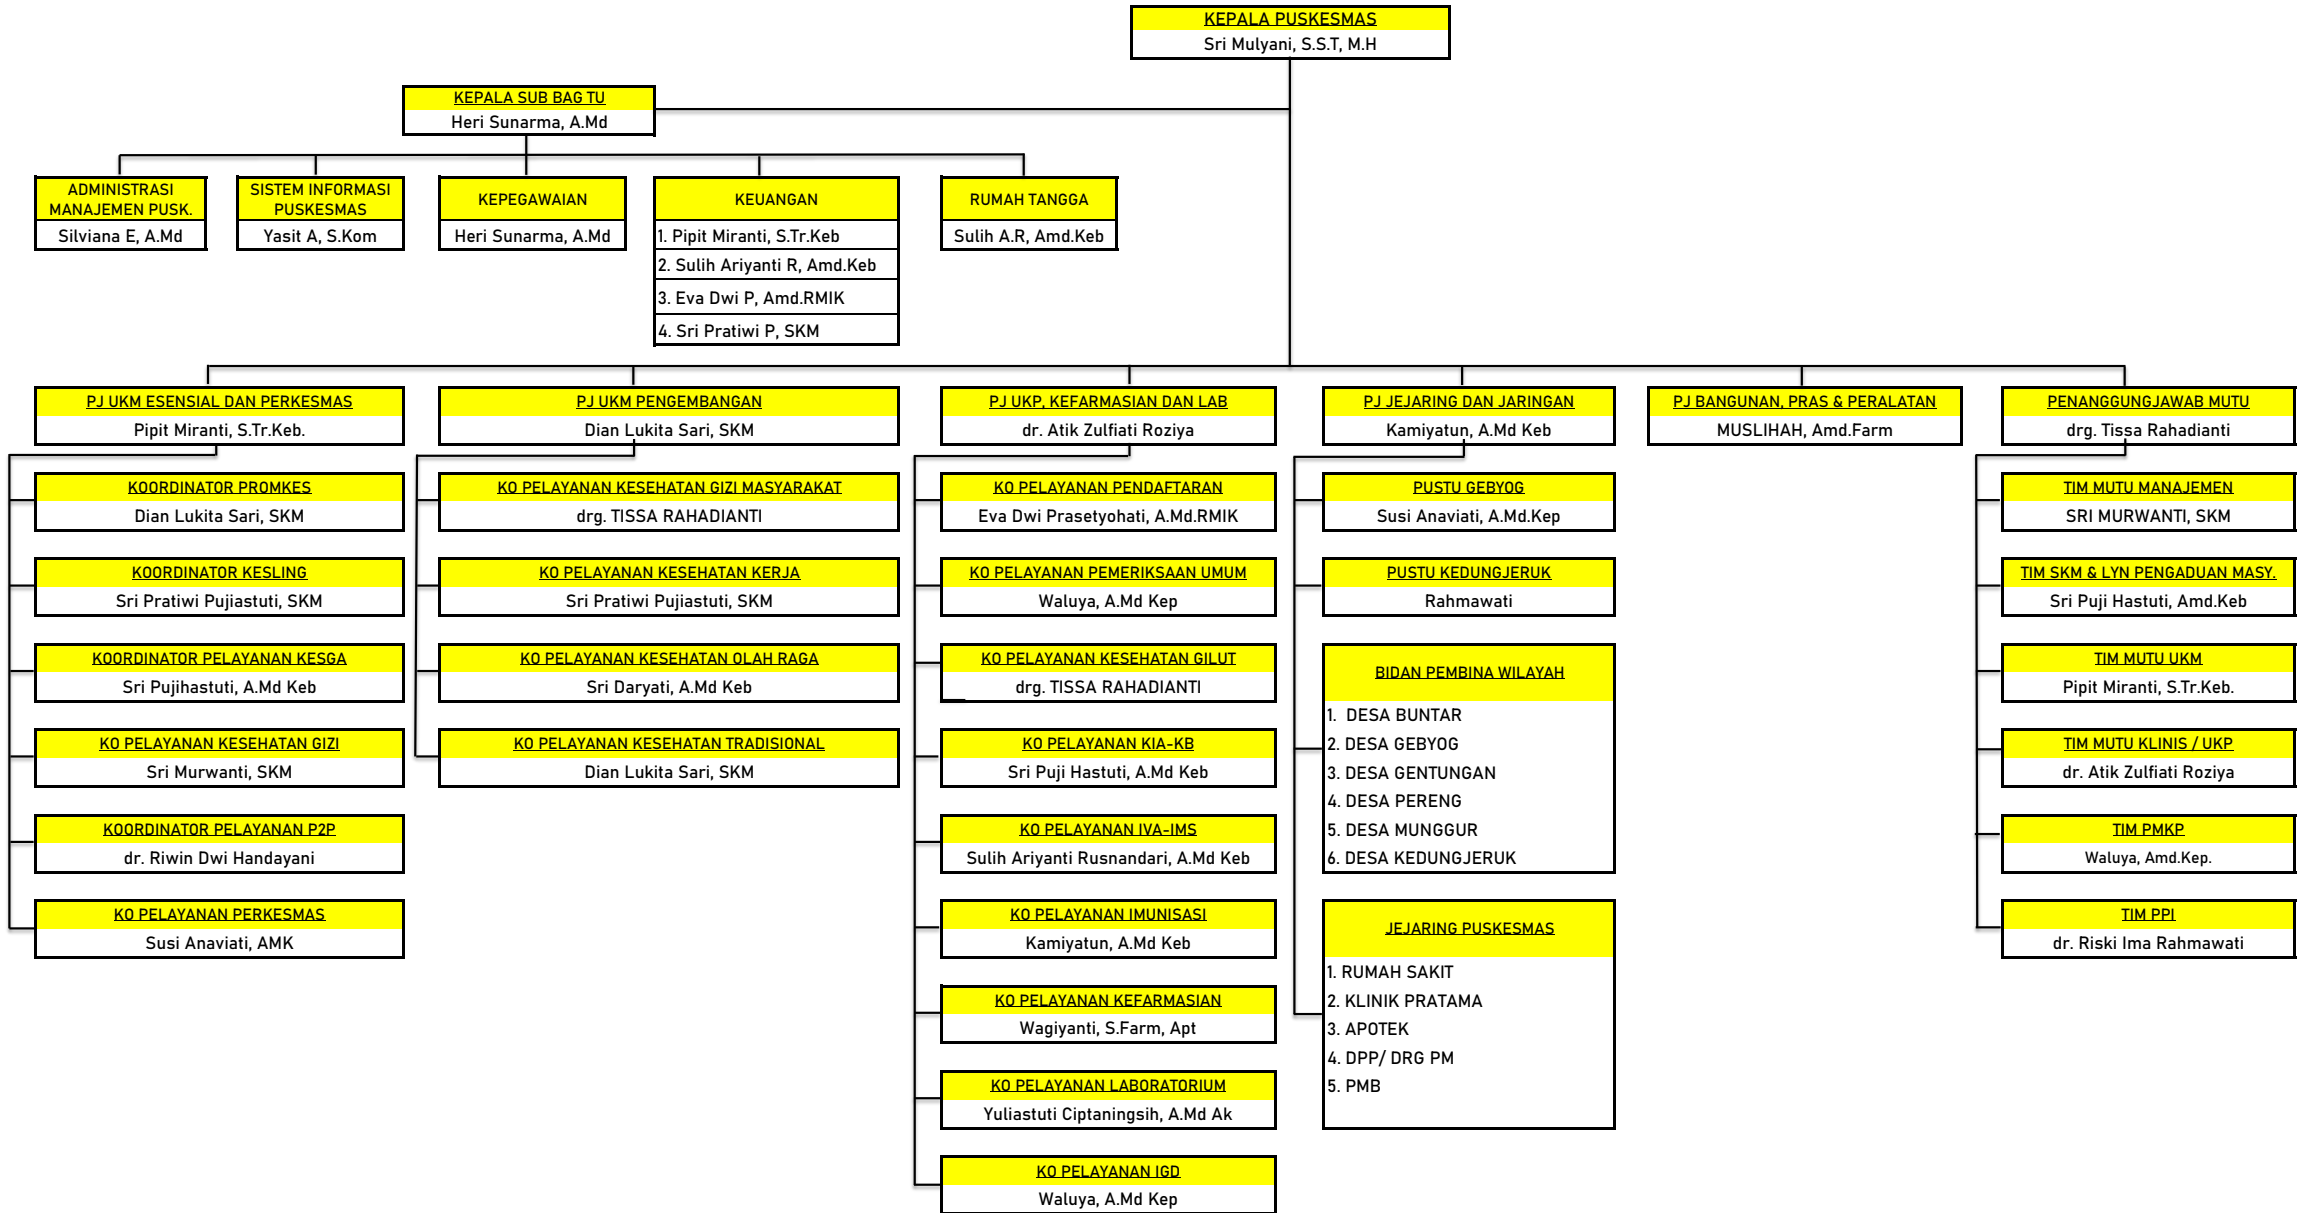 KEPALA PUSKESMAS
Sri Mulyani, S.S.T, M.H
KEPALA SUB BAG TU
Heri Sunarma, A.Md
ADMINISTRASI
MANAJEMEN PUSK.
Silviana E, A.Md
SISTEM INFORMASI
PUSKESMAS
Yasit A, S.Kom
KEPEGAWAIAN
Heri Sunarma, A.Md
KEUANGAN
1. Pipit Miranti, S.Tr.Keb
2. Sulih Ariyanti R, Amd.Keb
3. Eva Dwi P, Amd.RMIK
4. Sri Pratiwi P, SKM
RUMAH TANGGA
Sulih A.R, Amd.Keb
PJ UKM ESENSIAL DAN PERKESMAS
Pipit Miranti, S.Tr.Keb.
KOORDINATOR PROMKES
Dian Lukita Sari, SKM
KOORDINATOR KESLING
Sri Pratiwi Pujiastuti, SKM
KOORDINATOR PELAYANAN KESGA
Sri Pujihastuti, A.Md Keb
KO PELAYANAN KESEHATAN GIZI
Sri Murwanti, SKM
KOORDINATOR PELAYANAN P2P
dr. Riwin Dwi Handayani
KO PELAYANAN PERKESMAS
Susi Anaviati, AMK
PJ UKM PENGEMBANGAN
Dian Lukita Sari, SKM
KO PELAYANAN KESEHATAN GIZI MASYARAKAT
drg. TISSA RAHADIANTI
KO PELAYANAN KESEHATAN KERJA
Sri Pratiwi Pujiastuti, SKM
KO PELAYANAN KESEHATAN OLAH RAGA
Sri Daryati, A.Md Keb
KO PELAYANAN KESEHATAN TRADISIONAL
Dian Lukita Sari, SKM
PJ UKP, KEFARMASIAN DAN LAB
dr. Atik Zulfiati Roziya
KO PELAYANAN PENDAFTARAN
Eva Dwi Prasetyohati, A.Md.RMIK
KO PELAYANAN PEMERIKSAAN UMUM
Waluya, A.Md Kep
KO PELAYANAN KESEHATAN GILUT
drg. TISSA RAHADIANTI
KO PELAYANAN KIA-KB
Sri Puji Hastuti, A.Md Keb
KO PELAYANAN IVA-IMS
Sulih Ariyanti Rusnandari, A.Md Keb
KO PELAYANAN IMUNISASI
Kamiyatun, A.Md Keb
KO PELAYANAN KEFARMASIAN
Wagiyanti, S.Farm, Apt
KO PELAYANAN LABORATORIUM
Yuliastuti Ciptaningsih, A.Md Ak
KO PELAYANAN IGD
Waluya, A.Md Kep
PJ JEJARING DAN JARINGAN
Kamiyatun, A.Md Keb
PUSTU GEBYOG
Susi Anaviati, A.Md.Kep
PUSTU KEDUNGJERUK
Rahmawati
BIDAN PEMBINA WILAYAH
1. DESA BUNTAR
2. DESA GEBYOG
3. DESA GENTUNGAN
4. DESA PERENG
5. DESA MUNGGUR
6. DESA KEDUNGJERUK
JEJARING PUSKESMAS
1. RUMAH SAKIT
2. KLINIK PRATAMA
3. APOTEK
4. DPP/ DRG PM
5. PMB
PJ BANGUNAN, PRAS & PERALATAN
MUSLIHAH, Amd.Farm
PENANGGUNGJAWAB MUTU
drg. Tissa Rahadianti
TIM MUTU MANAJEMEN
SRI MURWANTI, SKM
TIM SKM & LYN PENGADUAN MASY.
Sri Puji Hastuti, Amd.Keb
TIM MUTU UKM
Pipit Miranti, S.Tr.Keb.
TIM MUTU KLINIS / UKP
dr. Atik Zulfiati Roziya
TIM PMKP
Waluya, Amd.Kep.
TIM PPI
dr. Riski Ima Rahmawati